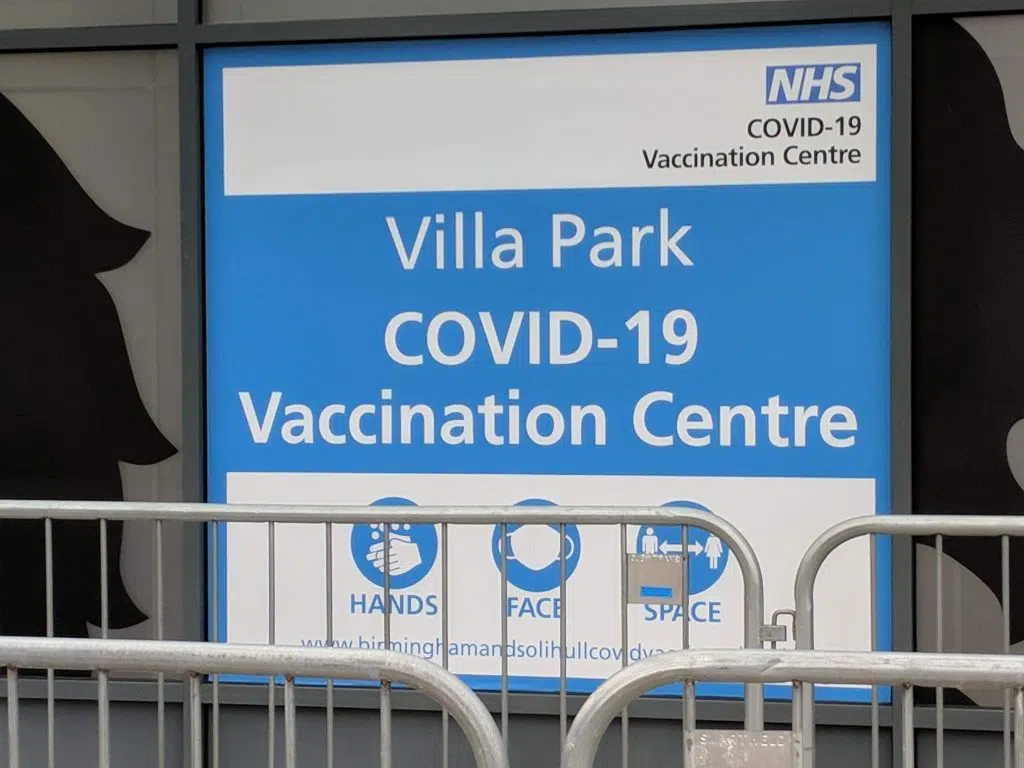 NHS
COVID-19
Vaccination Centre
Villa Park
COVID-19
Vaccination Centre
HANDS FACE SPACE